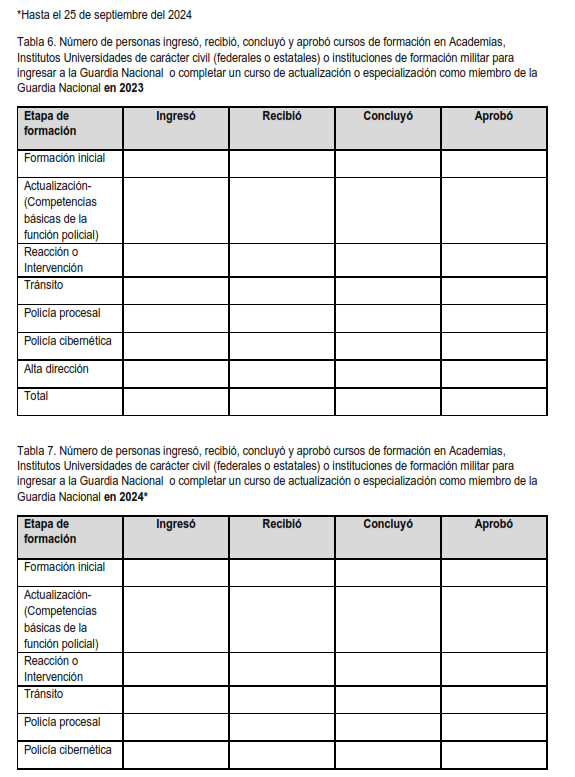 *Hasta el 25 de septiembre del 2024
Tabla 6. Número de personas ingresó, recibió, concluyó y aprobó cursos de formación en Academias,
Institutos Universidades de carácter civil (federales o estatales) o instituciones de formación militar para
ingresar a la Guardia Nacional o completar un curso de actualización o especialización como miembro de la
Guardia Nacional en 2023
Etapa de formación Ingresó Recibió Concluyó Aprobó
Formación inicial
Actualización-
(Competencias
básicas de la
función policial)
Reacción o
Intervención
Tránsito
Policía procesal
Policía cibernética
Alta dirección
Total
Tabla 7. Número de personas ingresó, recibió, concluyó y aprobó cursos de formación en Academias,
Institutos Universidades de carácter civil (federales o estatales) o instituciones de formación militar para
ingresar a la Guardia Nacional o completar un curso de actualización o especialización como miembro de la
Guardia Nacional en 2024*
Etapa de formación Ingresó Recibió Concluyó Aprobó
Formación inicial
Actualización-
(Competencias
básicas de la
función policial)
Reacción o
Intervención
Tránsito
Policía procesal
Policía cibernética